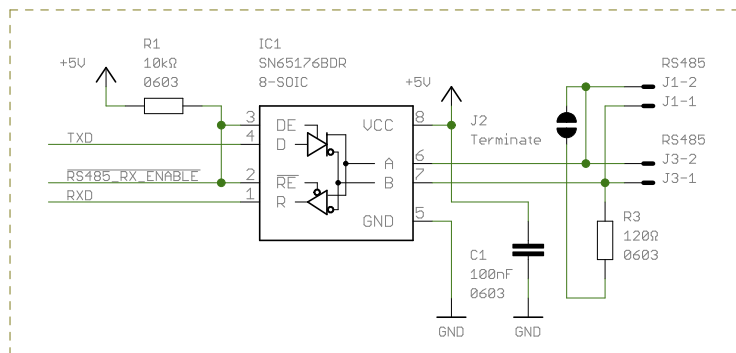 R1
10kΩ
0603
+5V
IC1
SN65176BDR
8-SOIC
+5V
J2
Terminate
RS485
J1-2
J1-1
RS485
J3-2
J3-1
TXD
RS485_RX_ENABLE
RXD
3
4
2
1
DE
D
RE
R
VCC
A
B
GND
8
6
7
5
C1
100nF
0603
R3
120Ω
0603
GND
GND